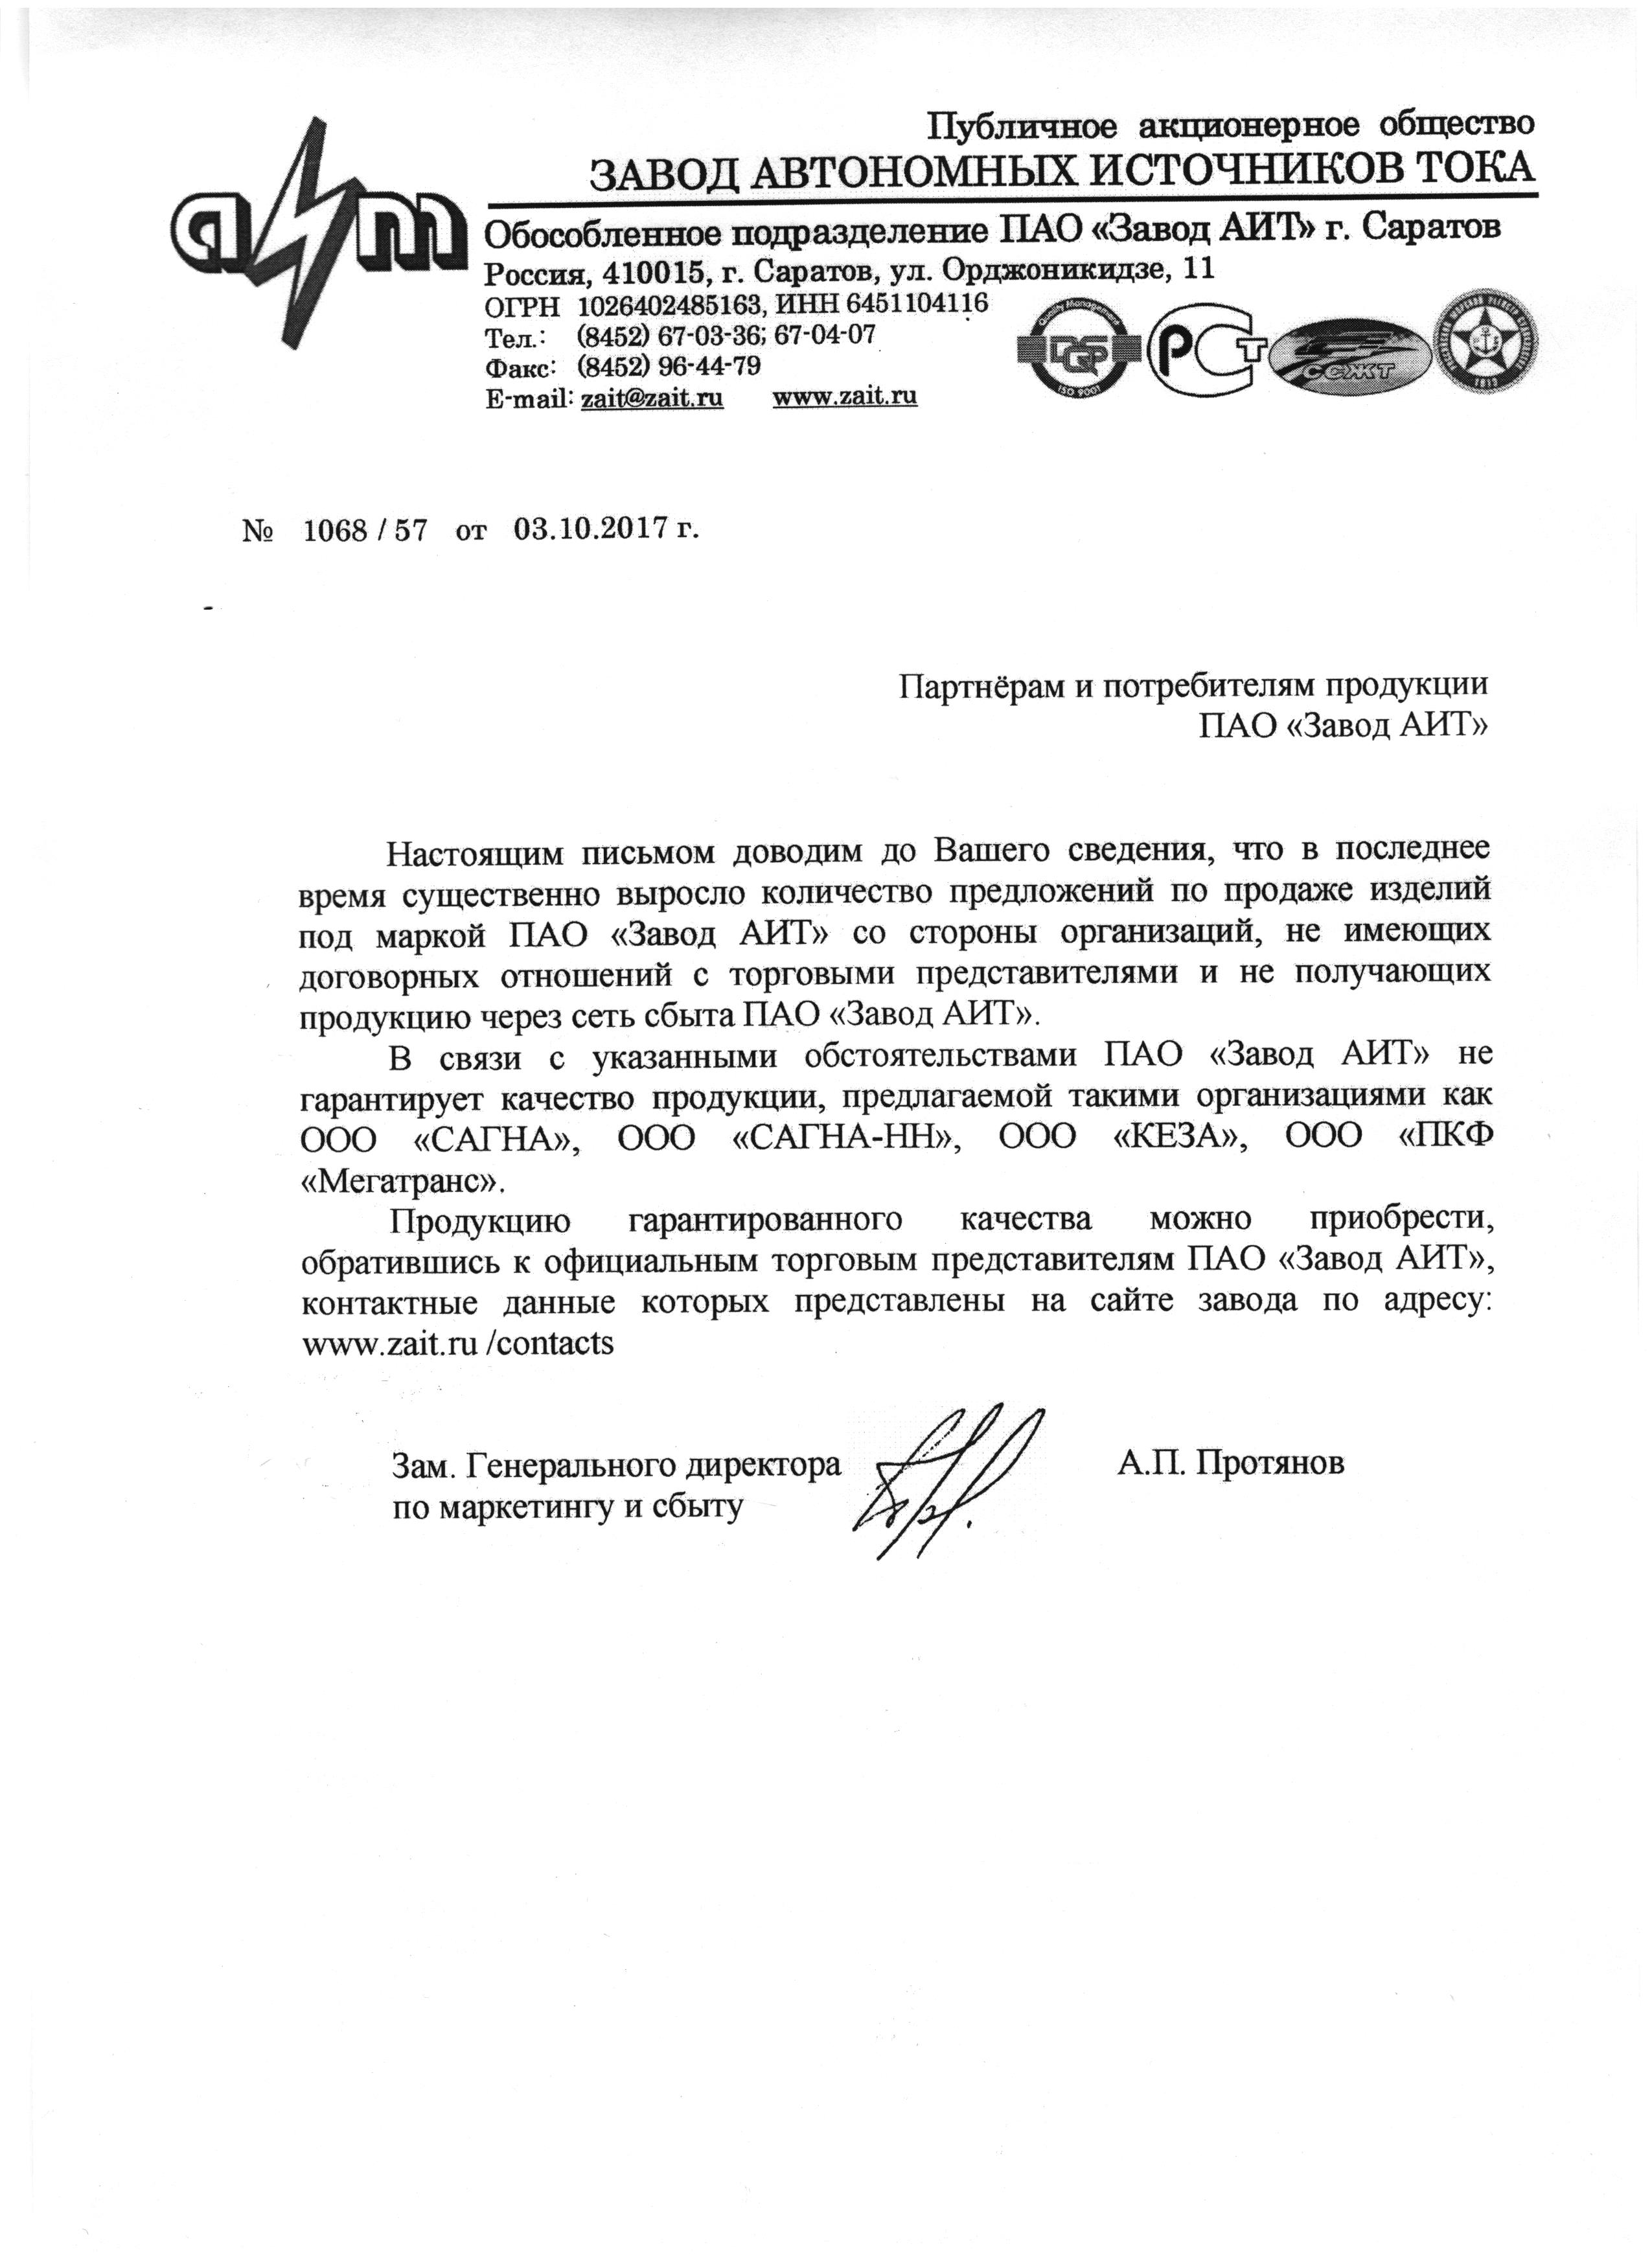 Публичное акционерное общество
ЗАВОД АВТОНОМНЫХ ИСТОЧНИКОВ ТОКА
аит
Обособленное подразделение ПАО «Завод АИТ» г. Саратов
Россия, 410015, г. Саратов, ул. Орджоникидзе, 11
ОГРН 1026402485163, ИНН 6451104116
Тел.: (8452) 67-03-36; 67-04-07
Факс: (8452) 96-44-79
E-mail: zait@zait.ru www.zait.ru
Quality Management
DQS
ISO 9001
РСТ
ССЖТ
1913
№ 1068 / 57 от 03.10.2017 г.
Партнёрам и потребителям продукции
ПАО «Завод АИТ»
Настоящим письмом доводим до Вашего сведения, что в последнее
время существенно выросло количество предложений по продаже изделий
под маркой ПАО «Завод АИТ» со стороны организаций, не имеющих
договорных отношений с торговыми представителями и не получающих
продукцию через сеть сбыта ПАО «Завод АИТ».
В связи с указанными обстоятельствами ПАО «Завод АИТ» не
гарантирует качество продукции, предлагаемой такими организациями как
ООО «САГНА», ООО «САГНА-НН», ООО «КЕЗА», ООО «ПКФ
«Мегатранс».
Продукцию гарантированного качества можно приобрести,
обратившись к официальным торговым представителям ПАО «Завод АИТ»,
контактные данные которых представлены на сайте завода по адресу:
www.zait.ru /contacts
Зам. Генерального директора А.П. Протянов
по маркетингу и сбыту